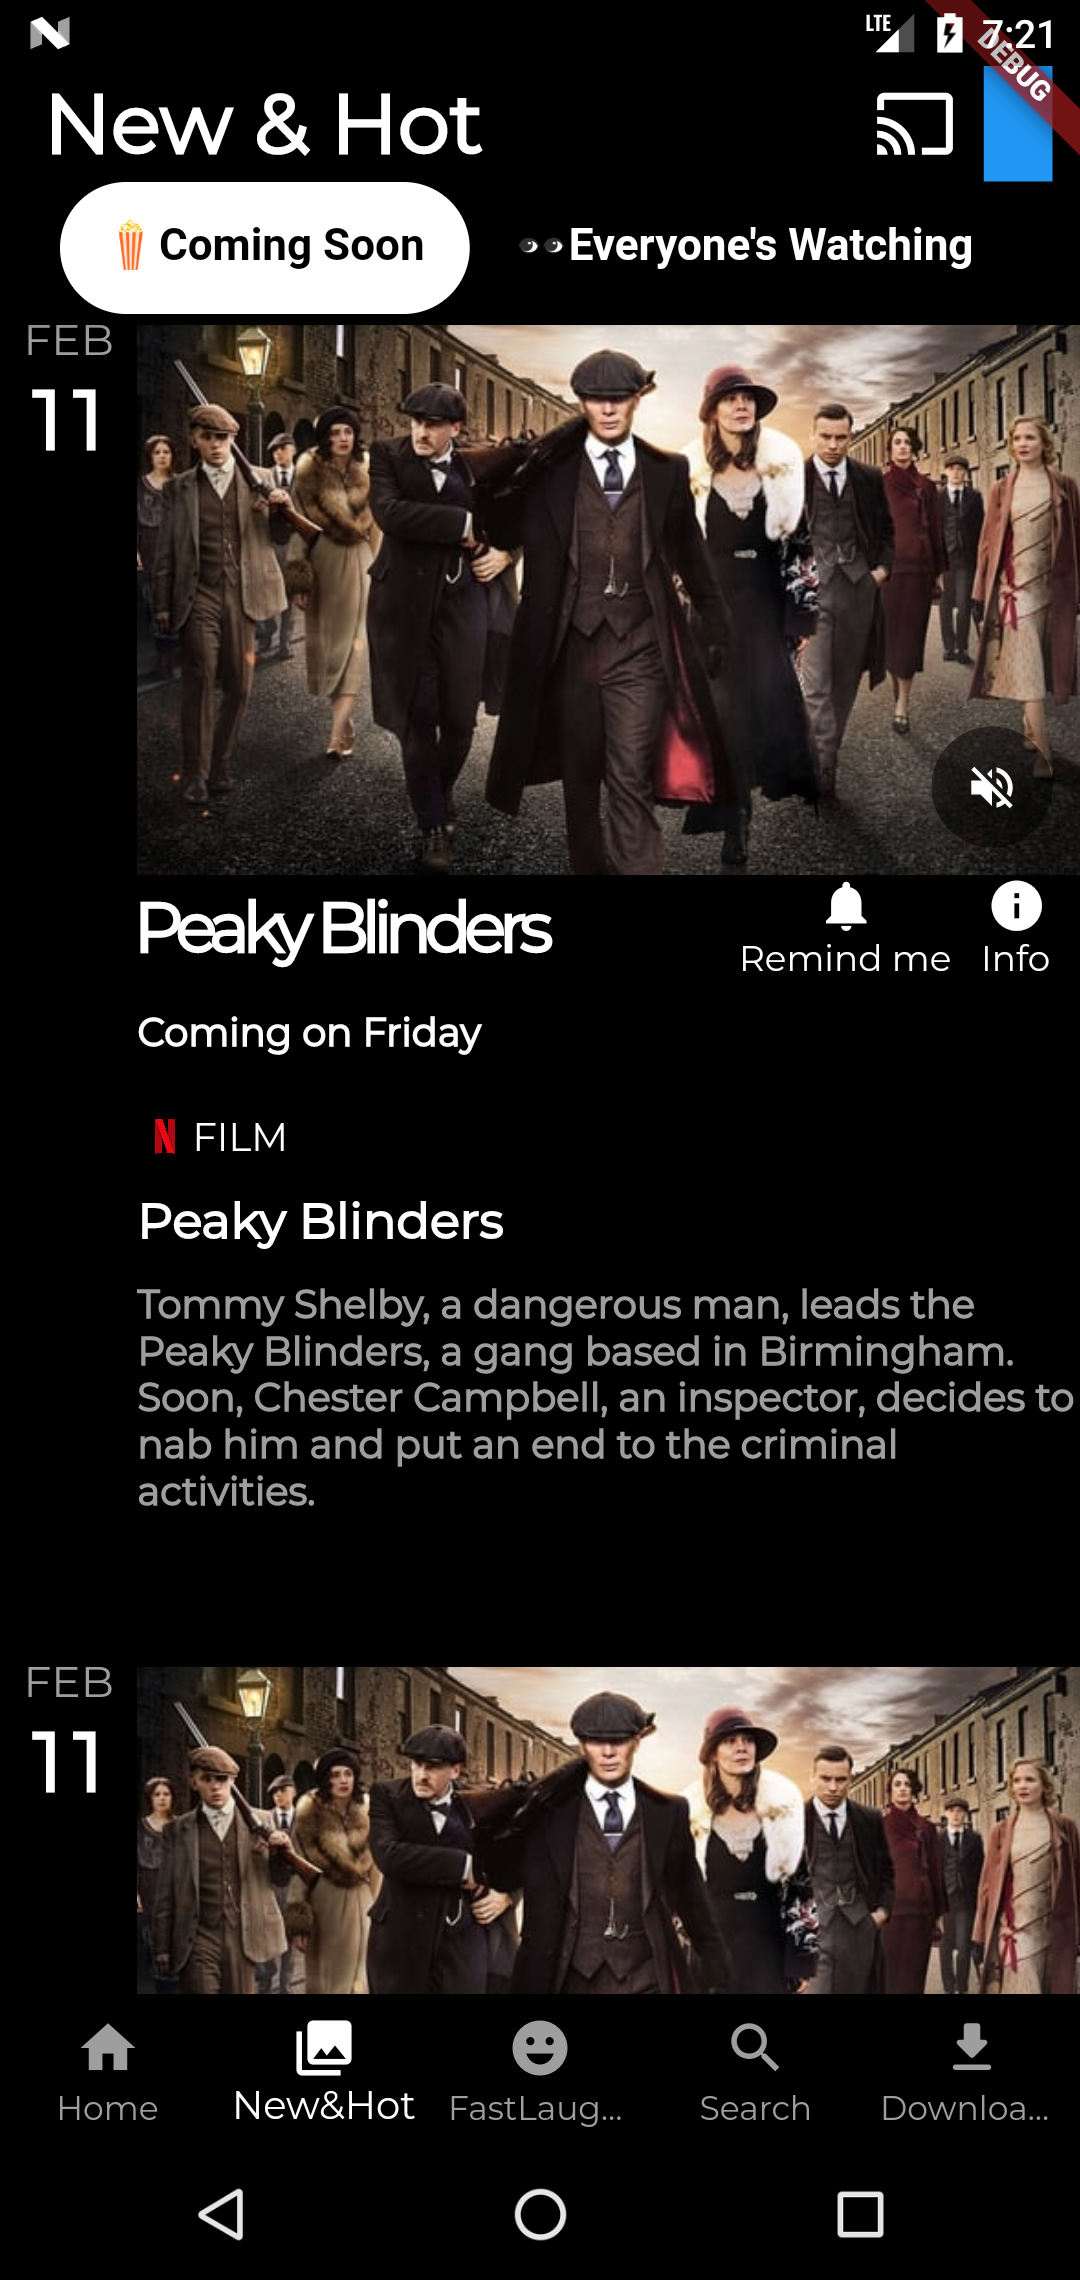 LTE 7:21
DEBUG
New & Hot
🍿 Coming Soon
👀Everyone's Watching
FEB
11
Peaky Blinders
Remind me
Info
Coming on Friday
N FILM
Peaky Blinders
Tommy Shelby, a dangerous man, leads the
Peaky Blinders, a gang based in Birmingham.
Soon, Chester Campbell, an inspector, decides to
nab him and put an end to the criminal
activities.
FEB
11
Home
New&Hot
FastLaug...
Search
Downloa...